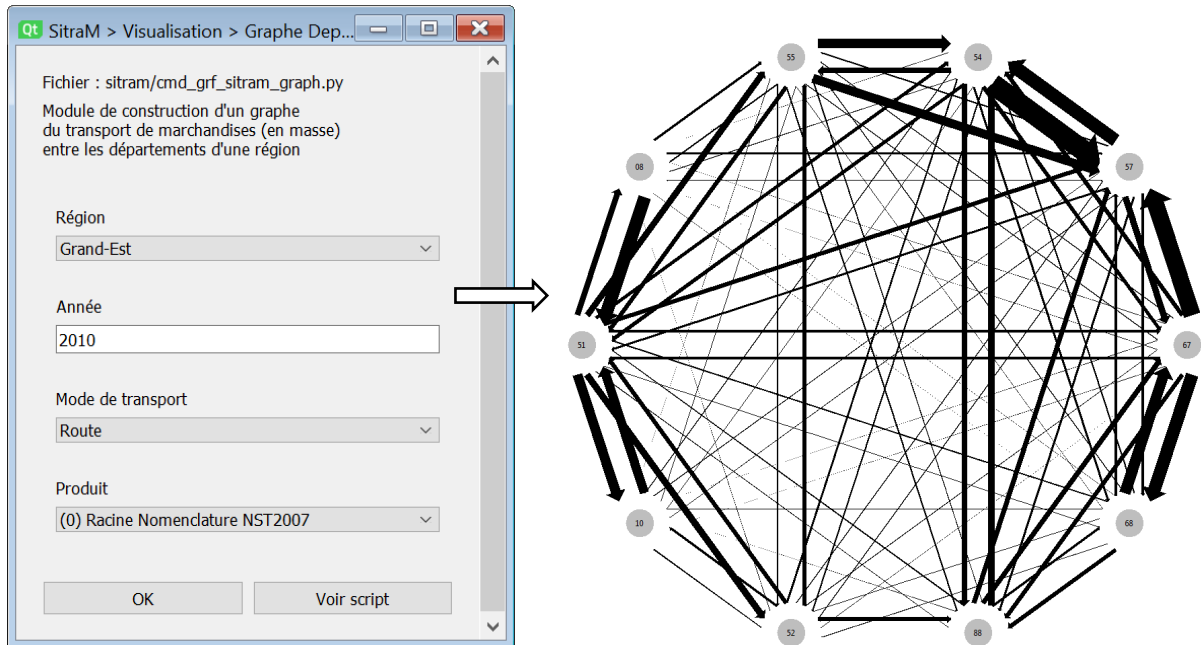 Qt SitraM > Visualisation > Graphe Dep...
Fichier : sitram/cmd_grf_sitram_graph.py
Module de construction d'un graphe
du transport de marchandises (en masse)
entre les départements d'une région
Région
Grand-Est
Année
2010
Mode de transport
Route
Produit
(0) Racine Nomenclature NST2007
OK Voir script
55 54
08 57
51 67
10 68
52 88